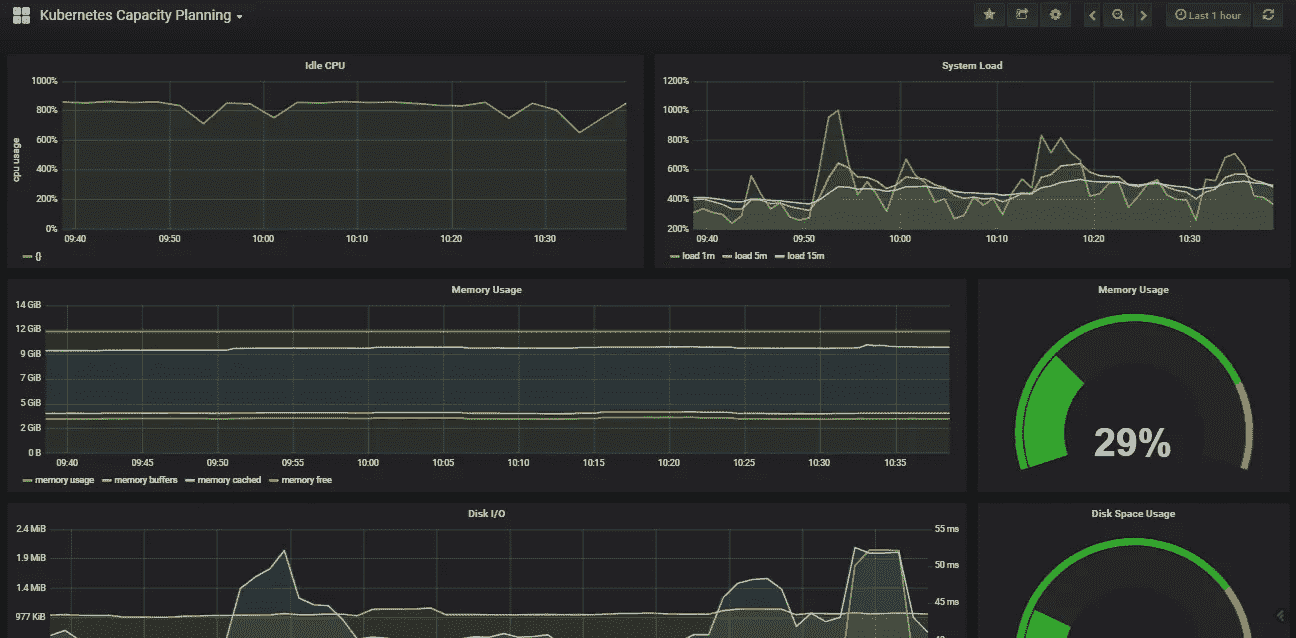 Kubernetes Capacity Planning
Last 1 hour
Idle CPU
cpu usage
1000%
800%
600%
400%
200%
0%
09:40 09:50 10:00 10:10 10:20 10:30
{}
System Load
1200%
1000%
800%
600%
400%
200%
09:40 09:50 10:00 10:10 10:20 10:30
load 1m load 5m load 15m
Memory Usage
14 GiB
12 GiB
9 GiB
7 GiB
5 GiB
2 GiB
0 B
09:40 09:45 09:50 09:55 10:00 10:05 10:10 10:15 10:20 10:25 10:30 10:35
memory usage memory buffers memory cached memory free
Memory Usage
29%
Disk I/O
2.4 MiB
1.9 MiB
1.4 MiB
977 KiB
55 ms
50 ms
45 ms
Disk Space Usage